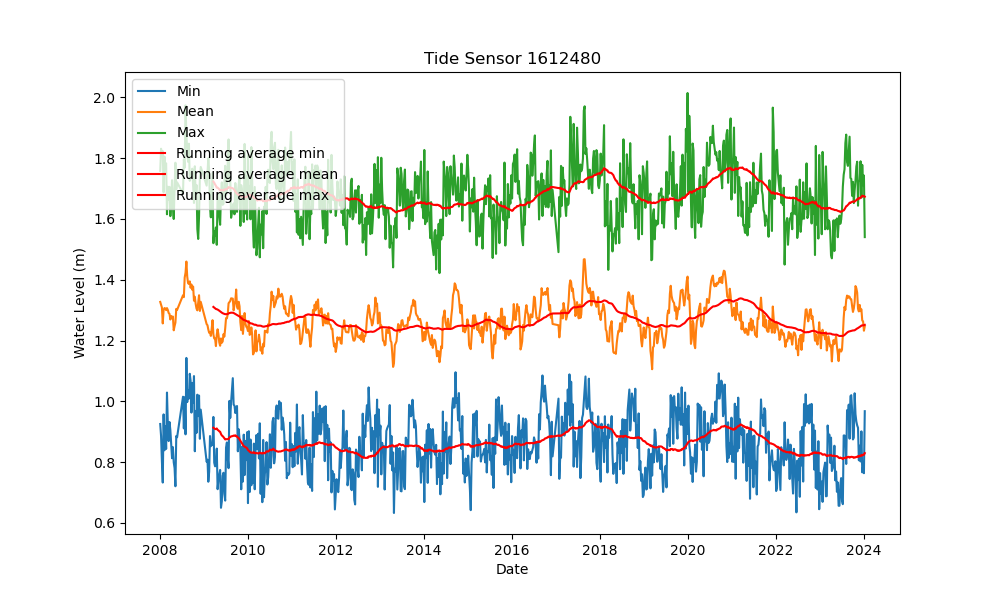 Tide Sensor 1612480
Min
Mean
Max
Running average min
Running average mean
Running average max
Water Level (m)
2.0
1.8
1.6
1.4
1.2
1.0
0.8
0.6
2008 2010 2012 2014 2016 2018 2020 2022 2024
Date